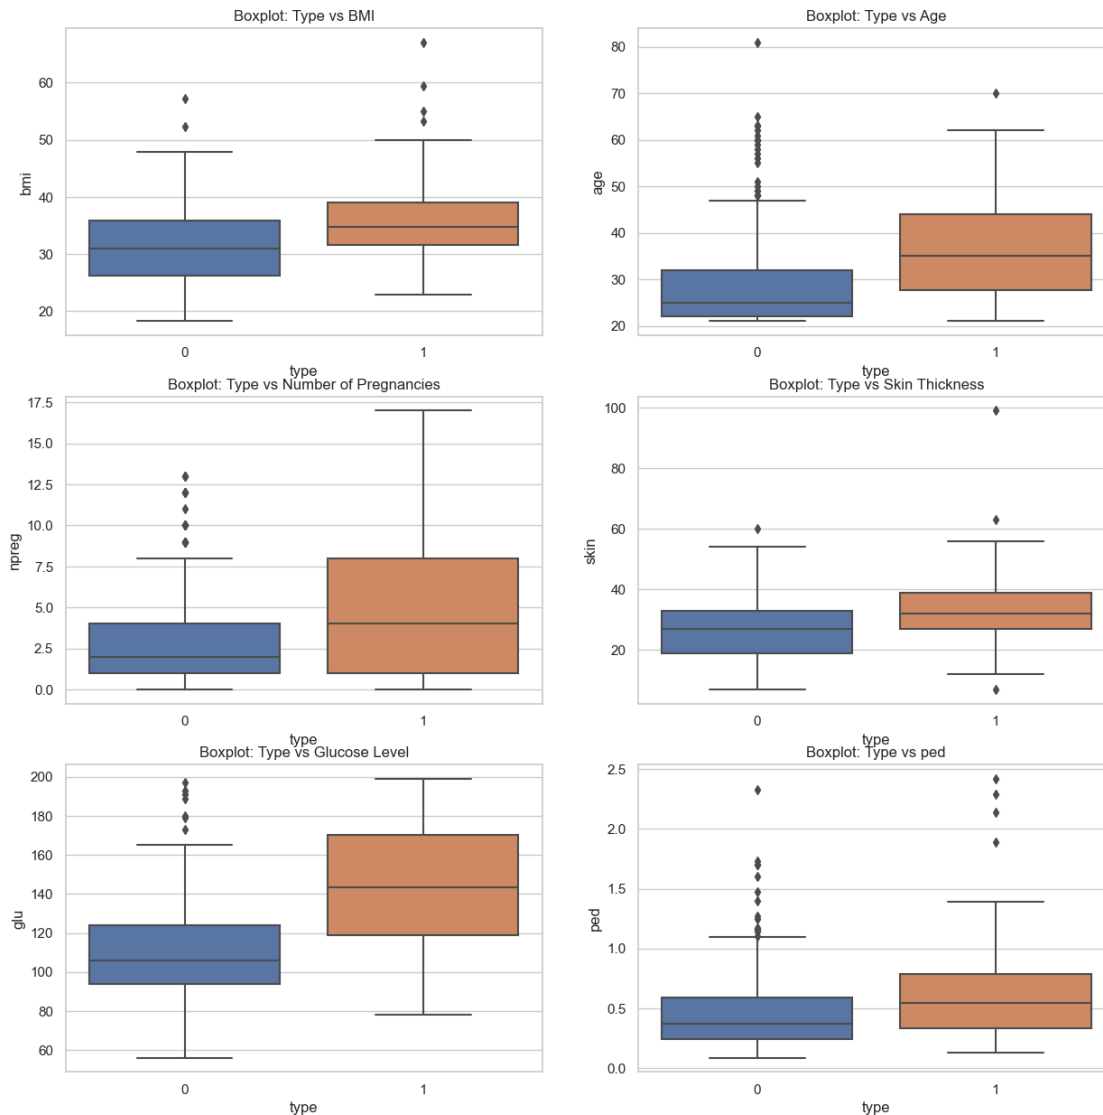 Boxplot: Type vs BMI
60
50
40
30
20
bmi
0
1
type
Boxplot: Type vs Age
80
70
60
50
40
30
20
age
0
1
type
Boxplot: Type vs Number of Pregnancies
17.5
15.0
12.5
10.0
7.5
5.0
2.5
0.0
npreg
0
1
type
Boxplot: Type vs Skin Thickness
100
80
60
40
20
skin
0
1
type
Boxplot: Type vs Glucose Level
200
180
160
140
120
100
80
60
glu
0
1
type
Boxplot: Type vs ped
2.5
2.0
1.5
1.0
0.5
0.0
ped
0
1
type